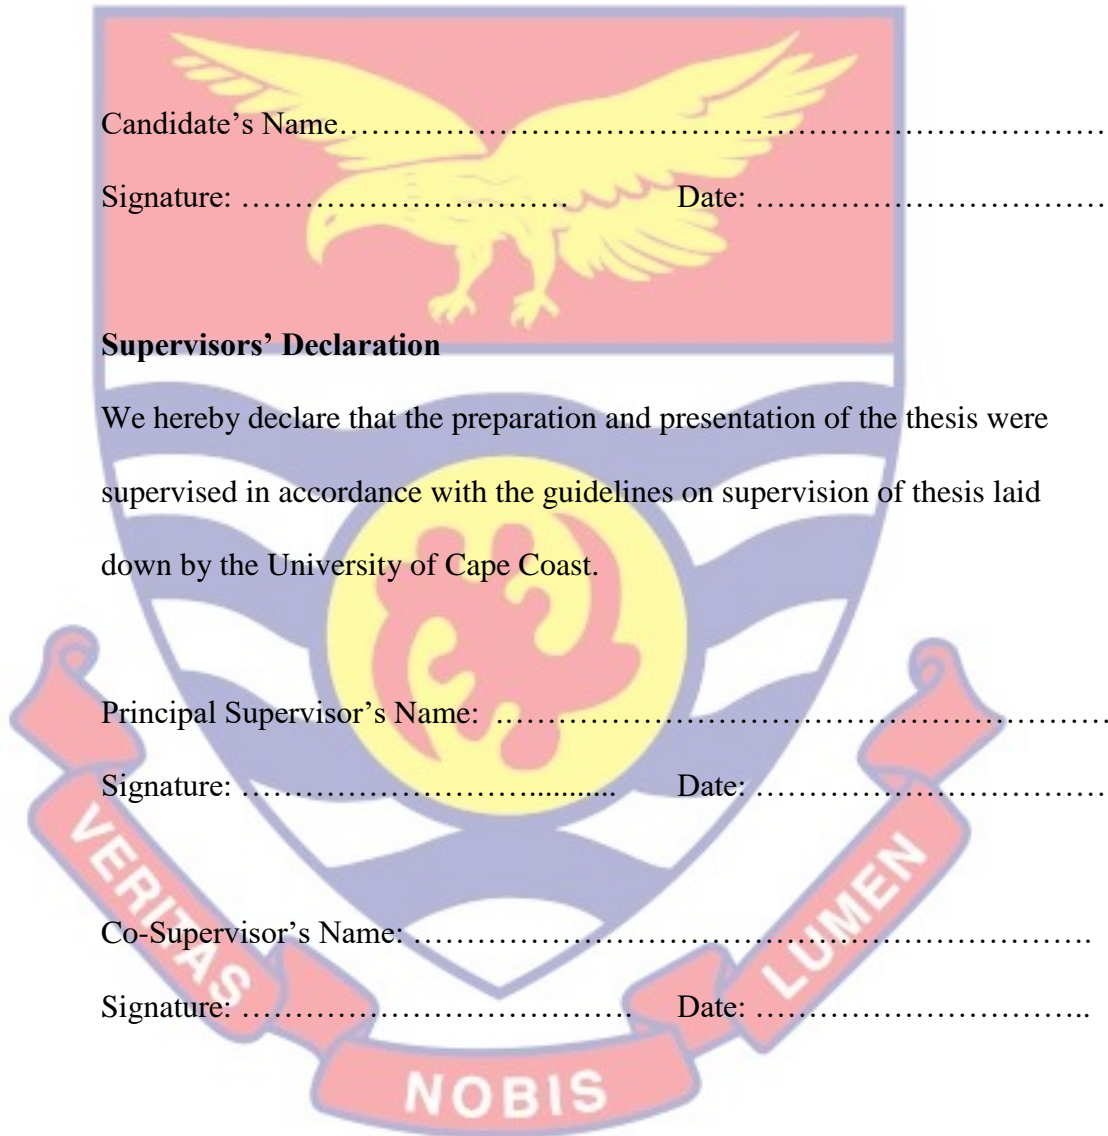 Candidate’s Name………………………………………………………………
Signature: …………………………. Date: ……………………………
Supervisors’ Declaration
We hereby declare that the preparation and presentation of the thesis were
supervised in accordance with the guidelines on supervision of thesis laid
down by the University of Cape Coast.
Principal Supervisor’s Name: …………………………………………………
Signature: ………………………........... Date: ……………………………
Co-Supervisor’s Name: ……………………………………………………….
Signature: ………………………………. Date: …………………………..
VERITAS
NOBIS
LUMEN